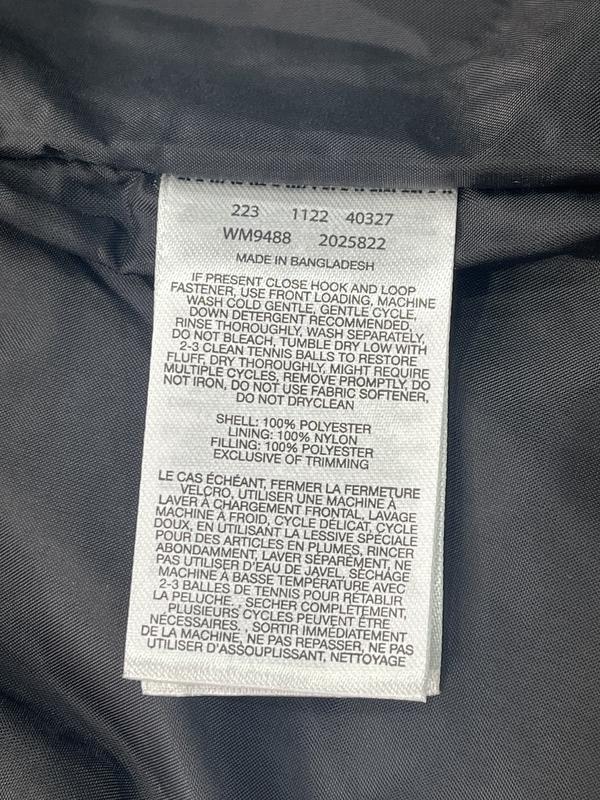 223 1122 40327
WM9488 2025822
MADE IN BANGLADESH
IF PRESENT CLOSE HOOK AND LOOP
FASTENER, USE FRONT LOADING, MACHINE
WASH COLD GENTLE, GENTLE CYCLE,
DOWN DETERGENT RECOMMENDED,
RINSE THOROUGHLY, WASH SEPARATELY,
DO NOT BLEACH, TUMBLE DRY LOW WITH
2-3 CLEAN TENNIS BALLS TO RESTORE
FLUFF, DRY THOROUGHLY, MIGHT REQUIRE
MULTIPLE CYCLES, REMOVE PROMPTLY, DO
NOT IRON, DO NOT USE FABRIC SOFTENER,
DO NOT DRYCLEAN
SHELL: 100% POLYESTER
LINING: 100% NYLON
FILLING: 100% POLYESTER
EXCLUSIVE OF TRIMMING
LE CAS ÉCHÉANT, FERMER LA FERMETURE
VELCRO, UTILISER UNE MACHINE À
LAVER À CHARGEMENT FRONTAL, LAVAGE
MACHINE À FROID, CYCLE DÉLICAT, CYCLE
DOUX, EN UTILISANT LA LESSIVE SPÉCIALE
POUR DES ARTICLES EN PLUMES, RINCER
ABONDAMMENT, LAVER SÉPARÉMENT, NE
PAS UTILISER D'EAU DE JAVEL, SÉCHAGE
MACHINE À BASSE TEMPÉRATURE AVEC
2-3 BALLES DE TENNIS POUR RETABLIR
LA PELUCHE. , SECHER COMPLÈTEMENT,
PLUSIEURS CYCLES PEUVENT ÊTRE
NÉCESSAIRES. , SORTIR IMMÉDIATEMENT
DE LA MACHINE, NE PAS REPASSER, NE PAS
UTILISER D'ASSOUPLISSANT, NETTOYAGE